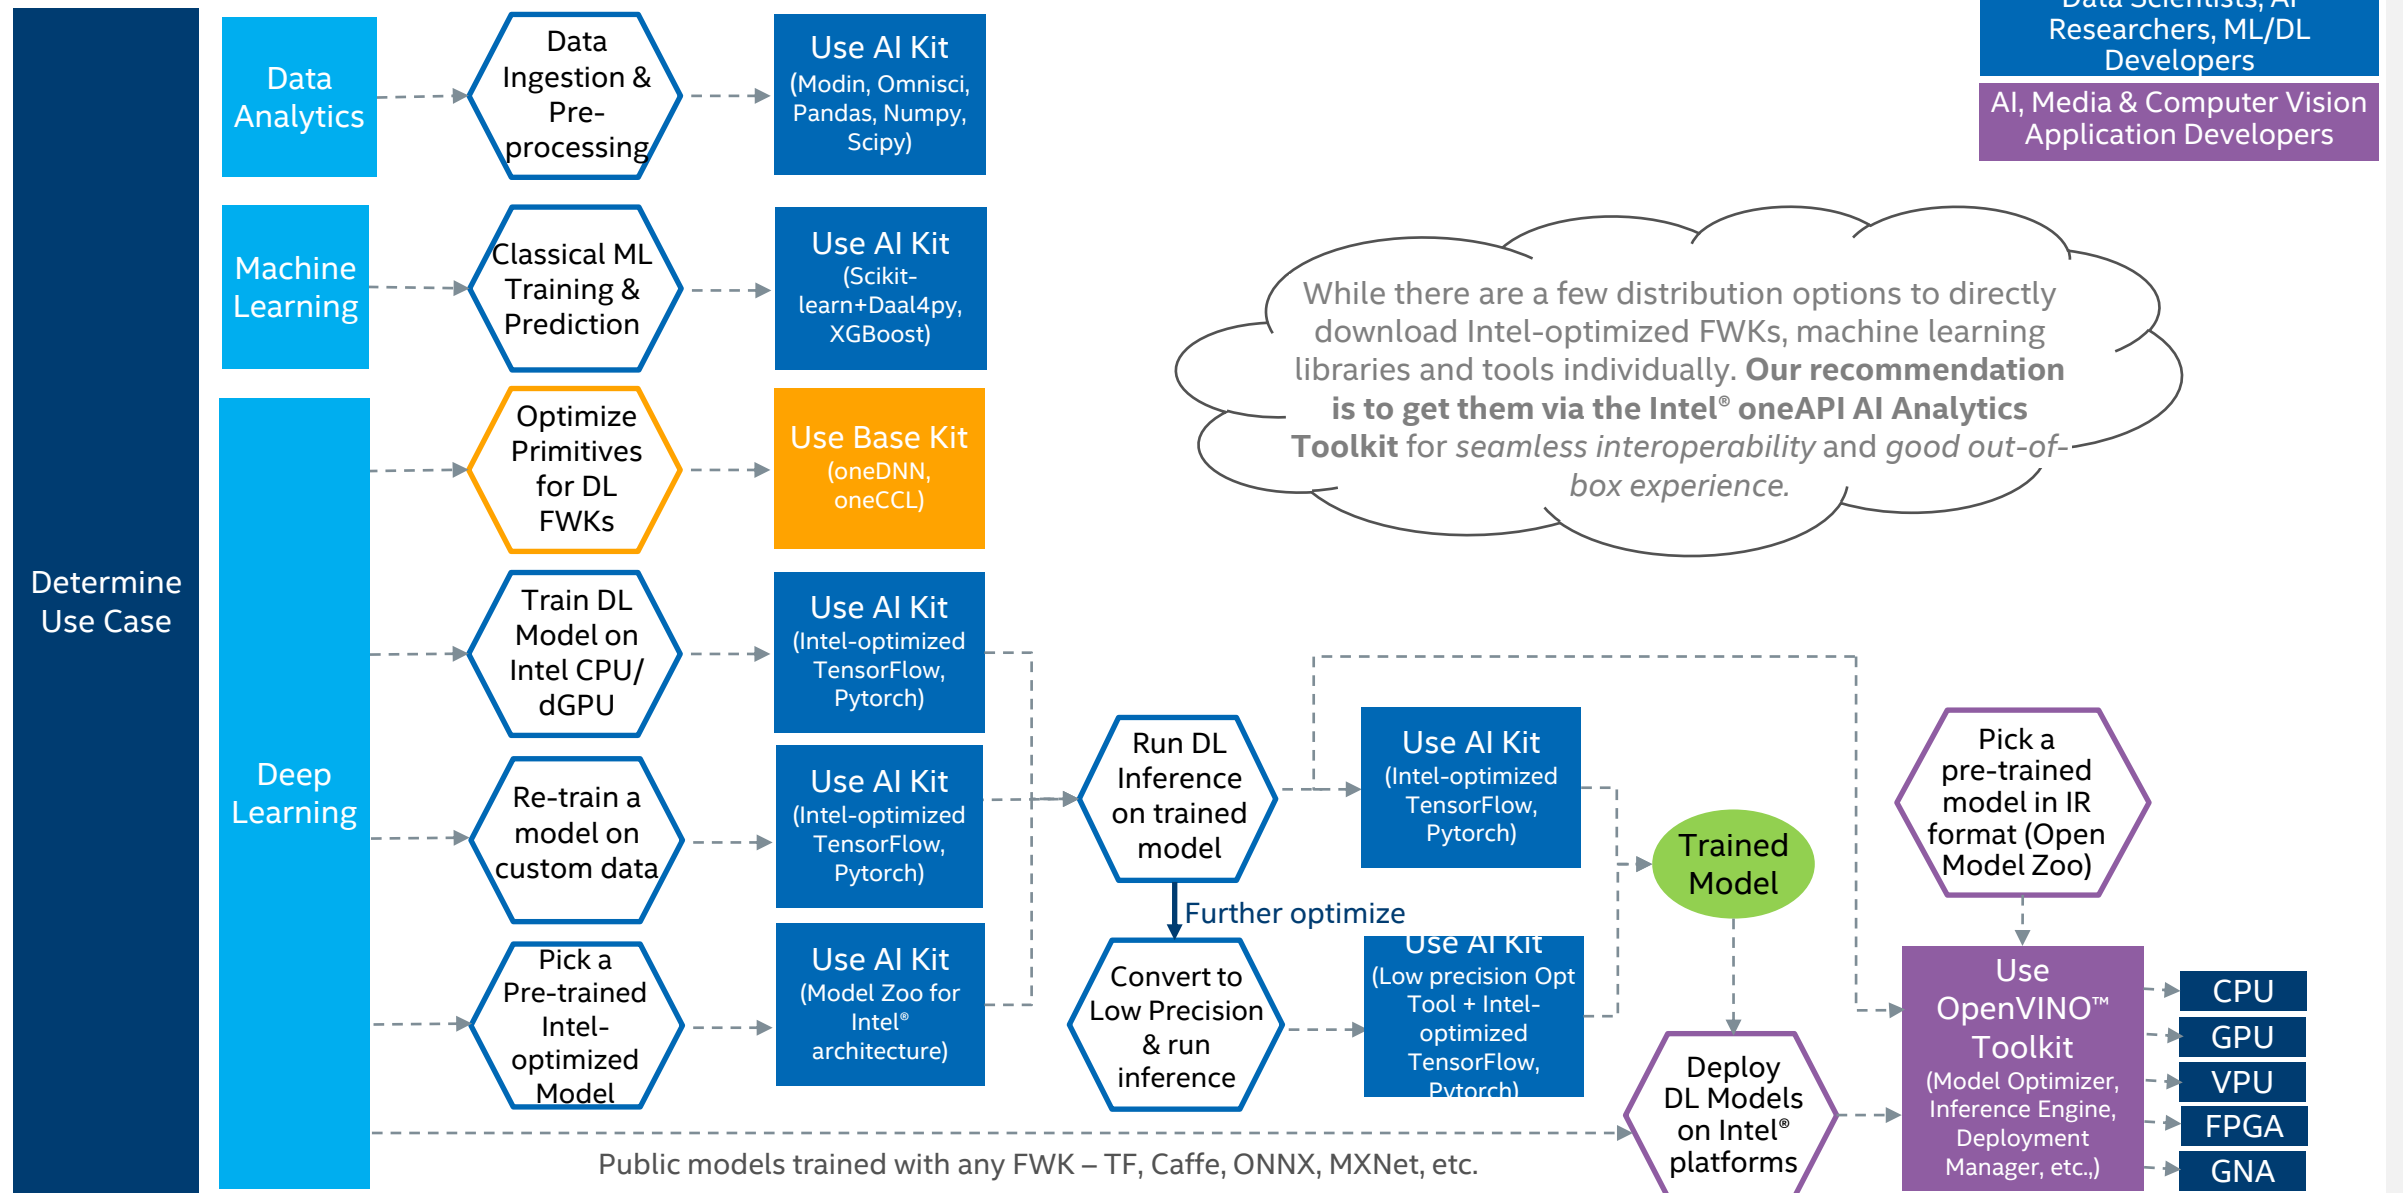 Determine
Use Case
Data
Analytics
Data
Ingestion &
Pre-
processing
Use AI Kit
(Modin, Omnisci,
Pandas, Numpy,
Scipy)
Data Scientists, AI
Researchers, ML/DL
Developers
AI, Media & Computer Vision
Application Developers
Machine
Learning
Classical ML
Training &
Prediction
Use AI Kit
(Scikit-
learn+Daal4py,
XGBoost)
While there are a few distribution options to directly
download Intel-optimized FWKs, machine learning
libraries and tools individually. Our recommendation
is to get them via the Intel® oneAPI AI Analytics
Toolkit for seamless interoperability and good out-of-
box experience.
Deep
Learning
Optimize
Primitives
for DL
FWKs
Use Base Kit
(oneDNN,
oneCCL)
Train DL
Model on
Intel CPU/
dGPU
Use AI Kit
(Intel-optimized
TensorFlow,
Pytorch)
Re-train a
model on
custom data
Use AI Kit
(Intel-optimized
TensorFlow,
Pytorch)
Pick a
Pre-trained
Intel-
optimized
Model
Use AI Kit
(Model Zoo for
Intel®
architecture)
Run DL
Inference
on trained
model
Use AI Kit
(Intel-optimized
TensorFlow,
Pytorch)
Further optimize
Convert to
Low Precision
& run
inference
Use AI Kit
(Low precision Opt
Tool + Intel-
optimized
TensorFlow,
Pytorch)
Trained
Model
Deploy
DL Models
on Intel®
platforms
Pick a
pre-trained
model in IR
format (Open
Model Zoo)
Use
OpenVINO™
Toolkit
(Model Optimizer,
Inference Engine,
Deployment
Manager, etc.,)
CPU
GPU
VPU
FPGA
GNA
Public models trained with any FWK – TF, Caffe, ONNX, MXNet, etc.